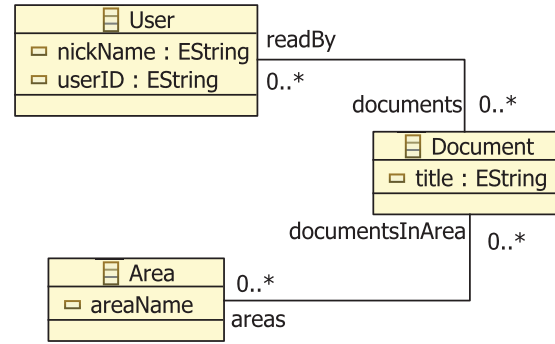 User
nickName : EString
userID : EString
readBy
0..*
documents
0..*
Document
title : EString
documentsInArea
0..*
Area
areaName
0..*
areas